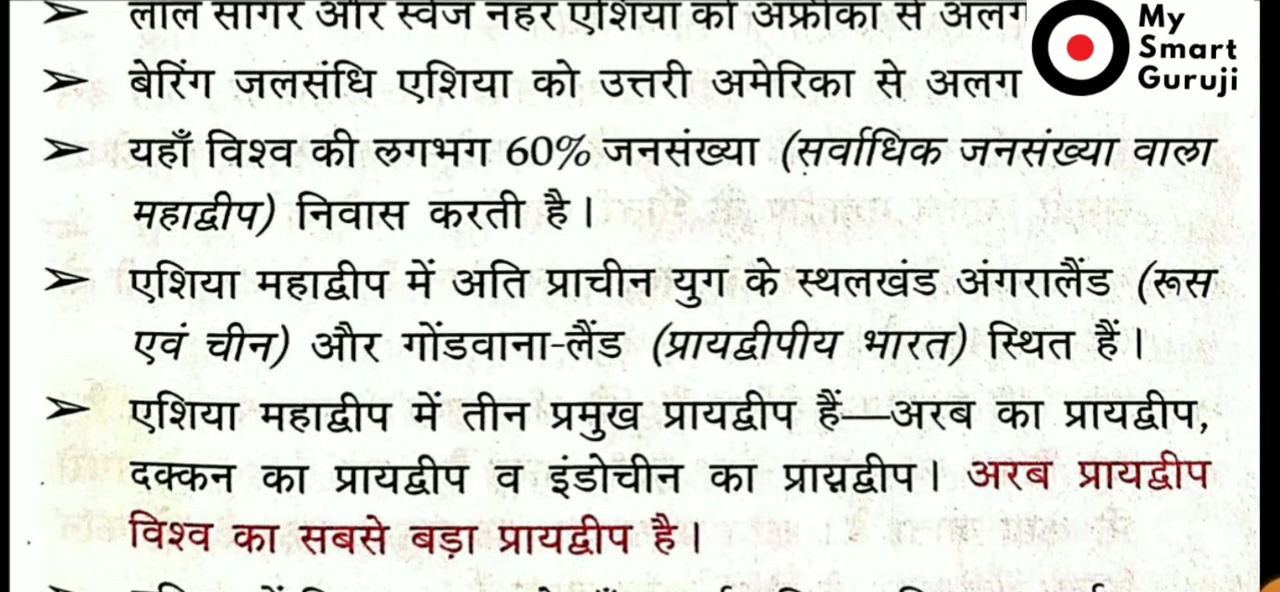 ➢ लाल सागर और स्वेज नहर एशिया को अफ्रीका से अलग
➢ बेरिंग जलसंधि एशिया को उत्तरी अमेरिका से अलग
My
Smart
Guruji
➢ यहाँ विश्व की लगभग 60% जनसंख्या (सर्वाधिक जनसंख्या वाला
महाद्वीप) निवास करती है।
➢ एशिया महाद्वीप में अति प्राचीन युग के स्थलखंड अंगरालैंड (रूस
एवं चीन) और गोंडवाना-लैंड (प्रायद्वीपीय भारत) स्थित हैं।
➢ एशिया महाद्वीप में तीन प्रमुख प्रायद्वीप हैं—अरब का प्रायद्वीप,
दक्कन का प्रायद्वीप व इंडोचीन का प्रायद्वीप। अरब प्रायद्वीप
विश्व का सबसे बड़ा प्रायद्वीप है।